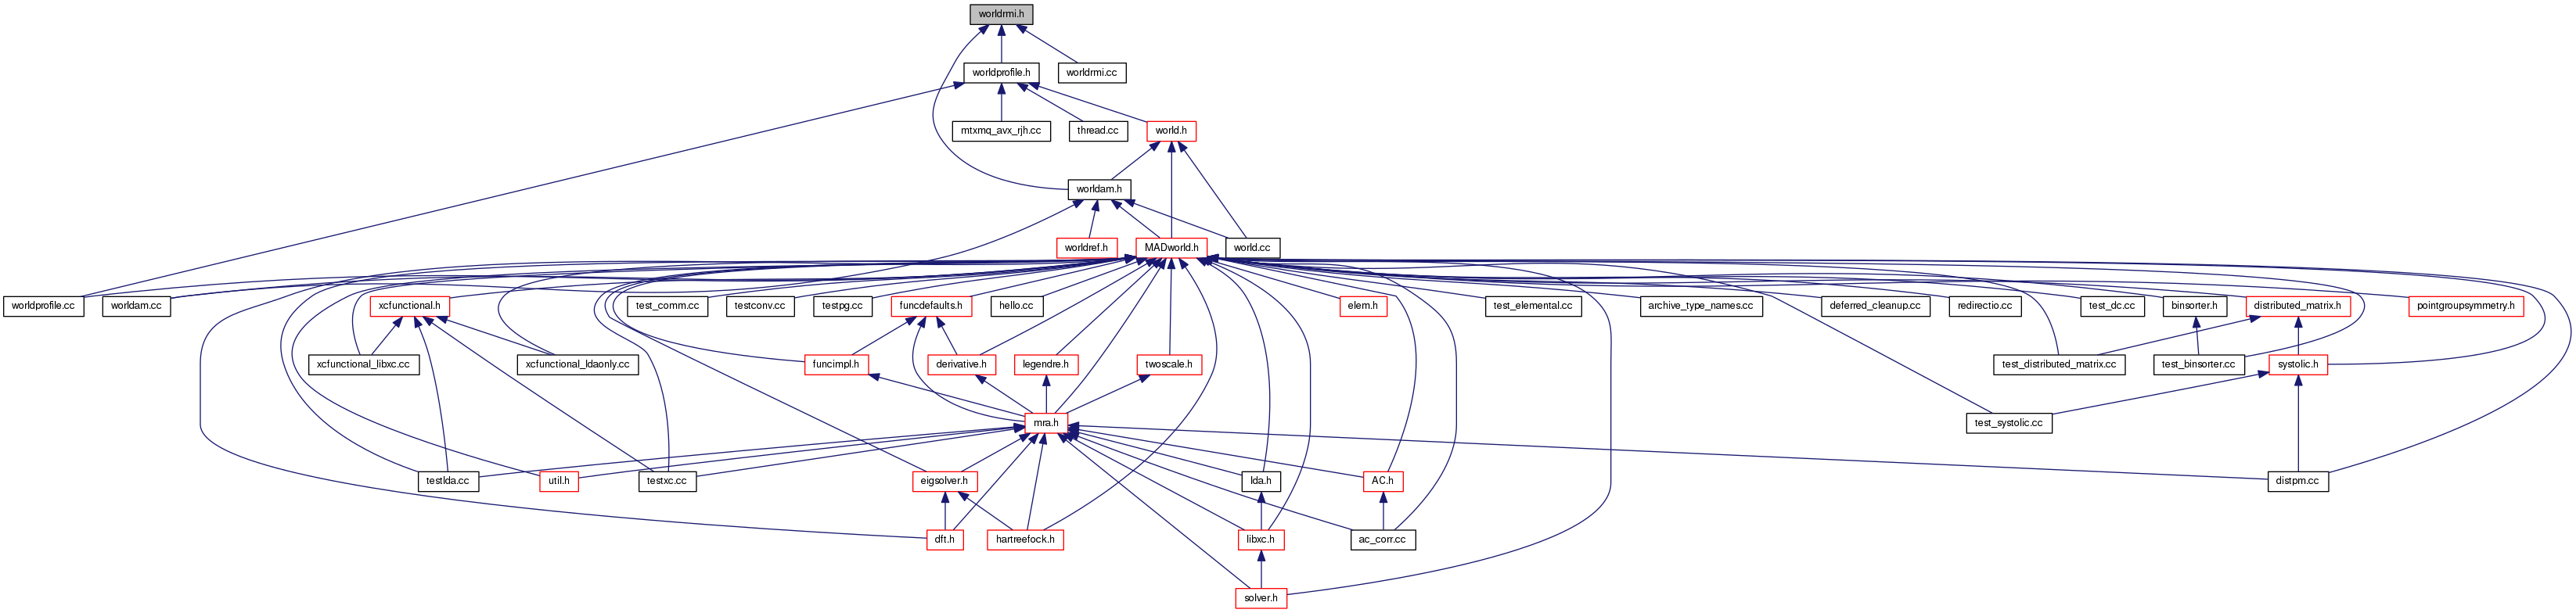 worldrmi.h
worldprofile.h
worldrmi.cc
mtxmq_avx_rjh.cc
thread.cc
world.h
worldam.h
worldref.h
MADworld.h
world.cc
worldprofile.cc
worldam.cc
xcfunctional.h
test_comm.cc
testconv.cc
testpg.cc
funcdefaults.h
hello.cc
elem.h
test_elemental.cc
archive_type_names.cc
deferred_cleanup.cc
redirectio.cc
test_dc.cc
binsorter.h
distributed_matrix.h
pointgroupsymmetry.h
xcfunctional_libxc.cc
xcfunctional_ldaonly.cc
funcimpl.h
derivative.h
legendre.h
twoscale.h
test_distributed_matrix.cc
test_binsorter.cc
systolic.h
mra.h
test_systolic.cc
testlda.cc
util.h
testxc.cc
eigsolver.h
lda.h
AC.h
distpm.cc
dft.h
hartreefock.h
libxc.h
ac_corr.cc
solver.h